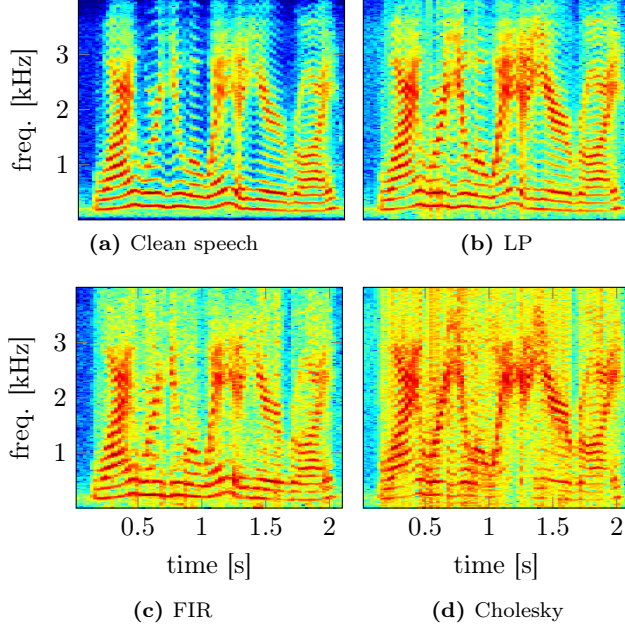 3
2
1
freq. [kHz]
(a) Clean speech
(b) LP
3
2
1
freq. [kHz]
0.5 1 1.5 2
0.5 1 1.5 2
time [s]
time [s]
(c) FIR
(d) Cholesky